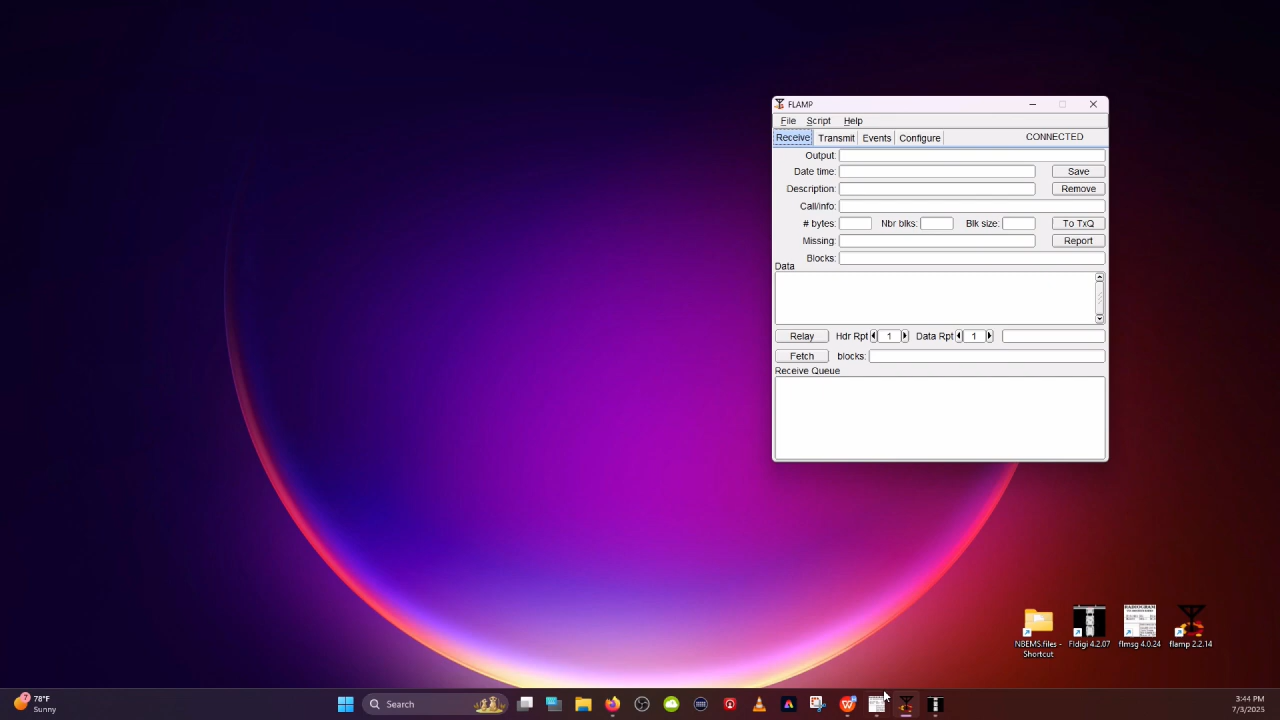 FLAMP
File Script Help
Receive Transmit Events Configure CONNECTED
Output:
Date time: Save
Description: Remove
Call/info:
# bytes: Nbr blks: Blk size: To TxQ
Missing: Report
Blocks:
Data
Relay Hdr Rpt 1 Data Rpt 1
Fetch blocks:
Receive Queue
NBEMS.files - Shortcut
Fldigi 4.2.07
flmsg 4.0.24
flamp 2.2.14
7
78°F
Sunny
Search
3:44 PM
7/3/2025